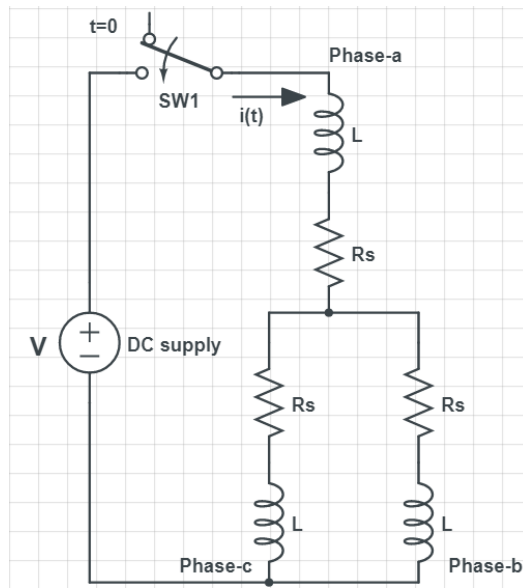 t=0
Phase-a
SW1
i(t)
L
Rs
V
+
−
DC supply
Rs
Rs
L
L
Phase-c
Phase-b